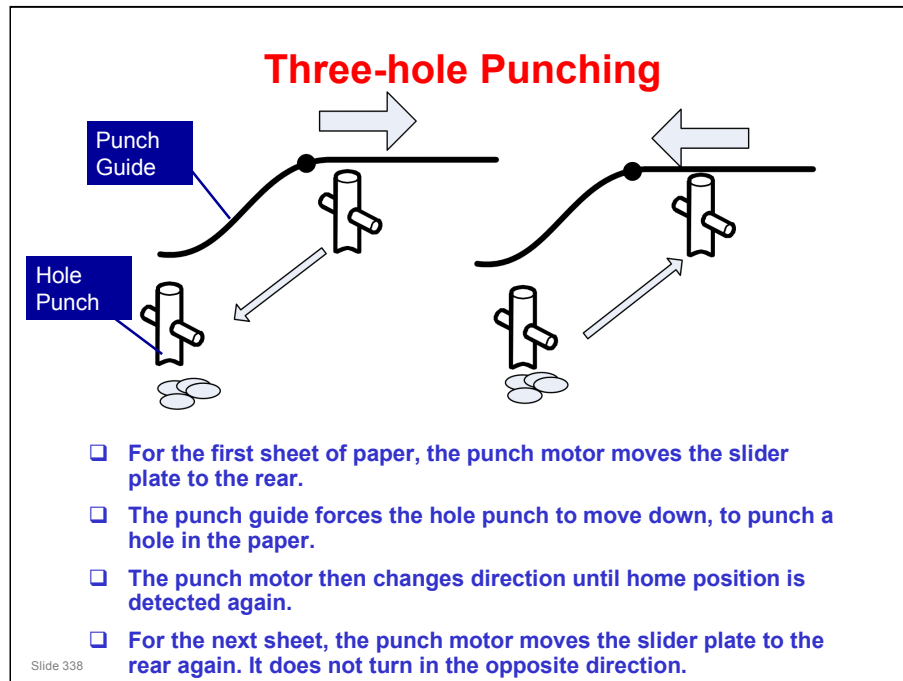 Three-hole Punching
Punch
Guide
Hole
Punch
❑ For the first sheet of paper, the punch motor moves the slider
plate to the rear.
❑ The punch guide forces the hole punch to move down, to punch a
hole in the paper.
❑ The punch motor then changes direction until home position is
detected again.
❑ For the next sheet, the punch motor moves the slider plate to the
rear again. It does not turn in the opposite direction.
Slide 338